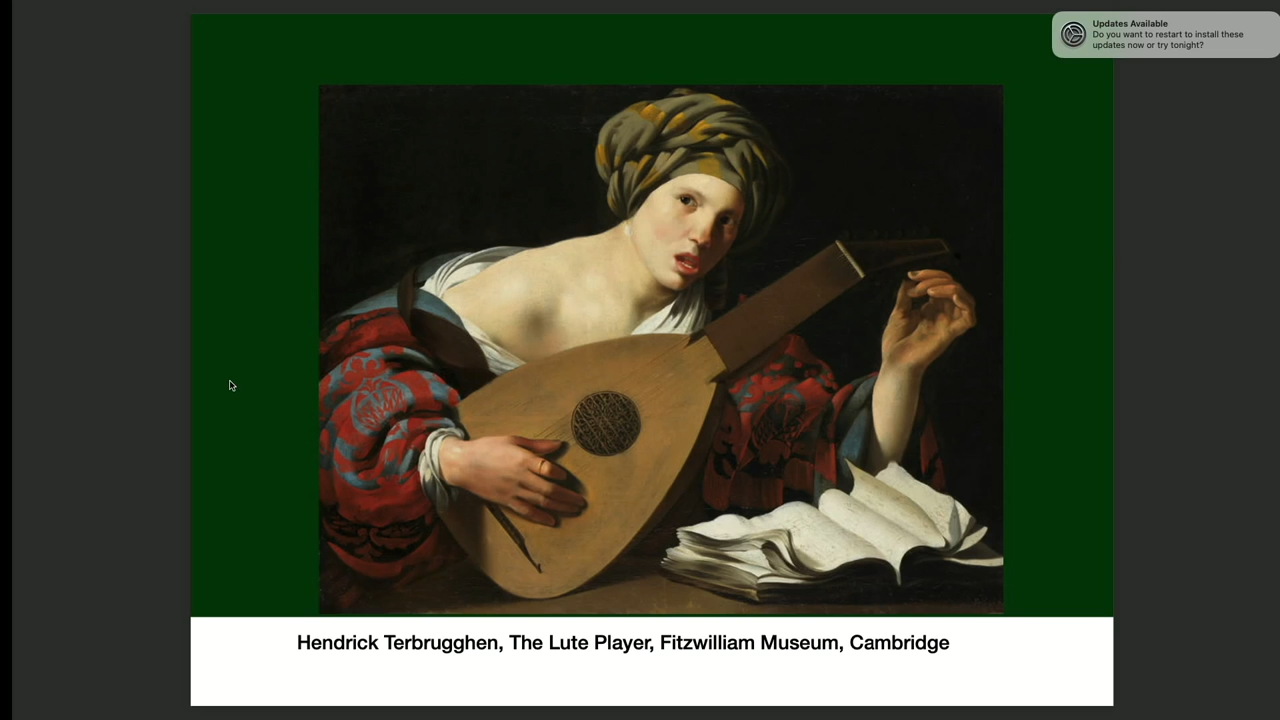 Updates Available
Do you want to restart to install these
updates now or try tonight?
Hendrick Terbrugghen, The Lute Player, Fitzwilliam Museum, Cambridge